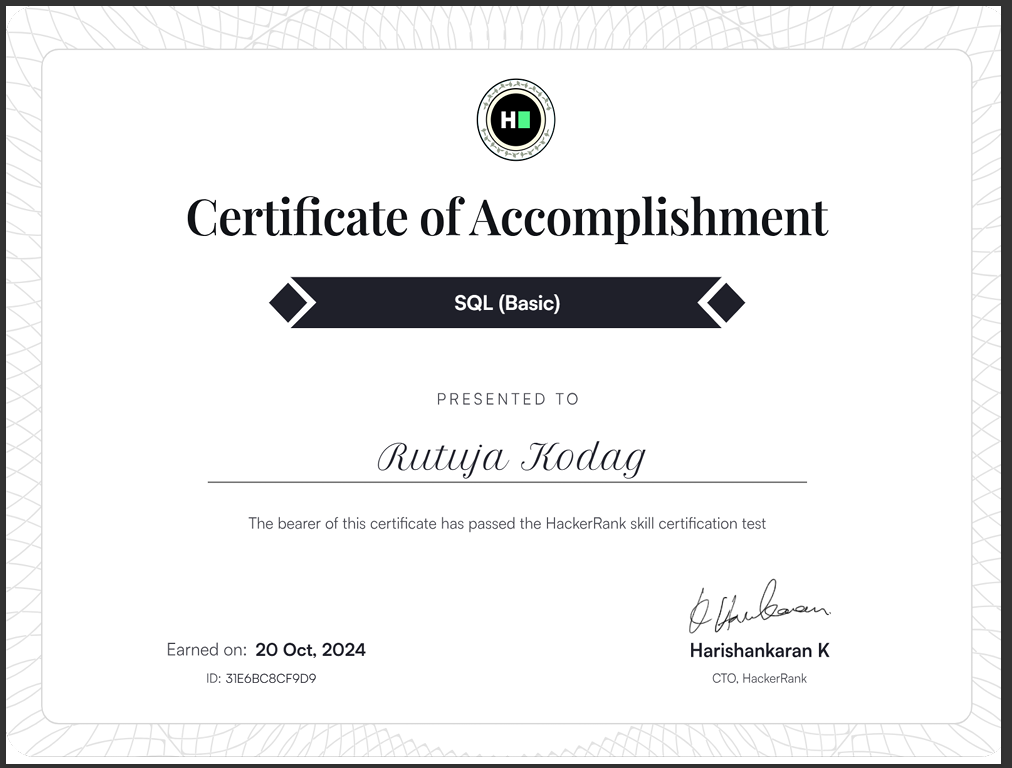 H
Certificate of Accomplishment
SQL (Basic)
PRESENTED TO
Rutuja Kodag
The bearer of this certificate has passed the HackerRank skill certification test
Earned on: 20 Oct, 2024
ID: 31E6BC8CF9D9
Harishankaran K
CTO, HackerRank